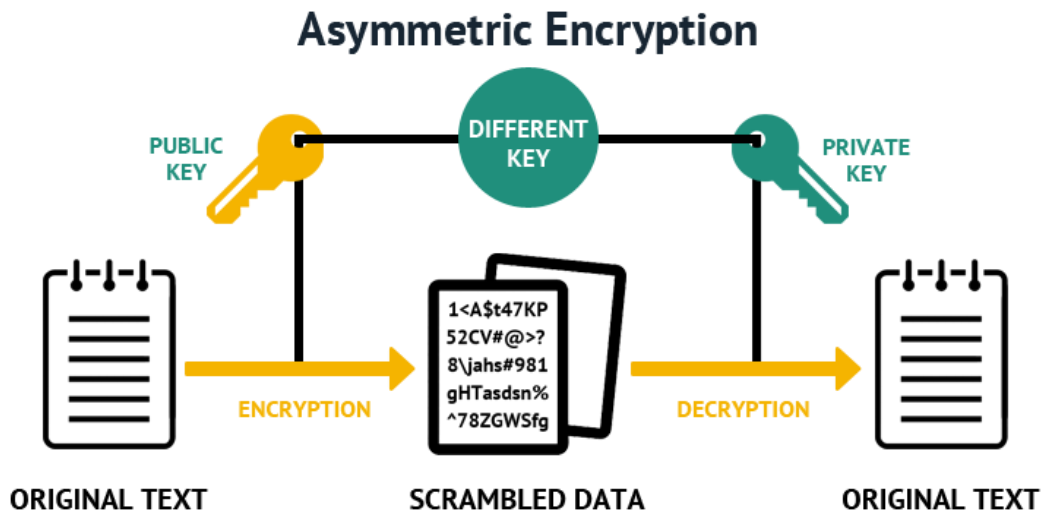 Asymmetric Encryption
PUBLIC
KEY
DIFFERENT
KEY
PRIVATE
KEY
1<A$t47KP
52CV#@>?
8\jahs#981
gHTasdsn%
^78ZGWSfg
ENCRYPTION
DECRYPTION
ORIGINAL TEXT
SCRAMBLED DATA
ORIGINAL TEXT